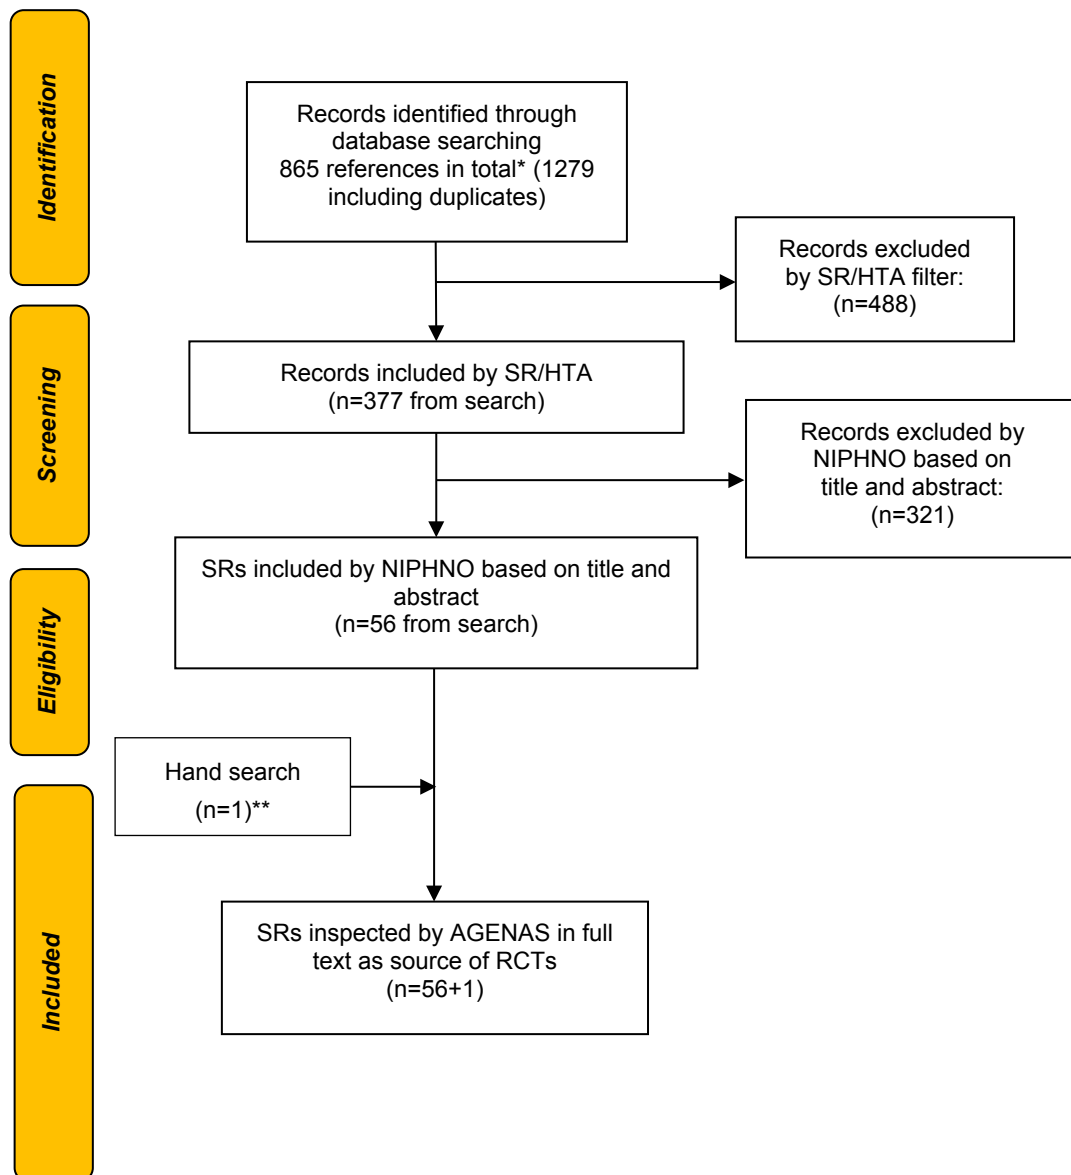 Identification
Records identified through
database searching
865 references in total* (1279
including duplicates)
Records excluded
by SR/HTA filter:
(n=488)
Screening
Records included by SR/HTA
(n=377 from search)
Records excluded by
NIPHNO based on
title and abstract:
(n=321)
Eligibility
SRs included by NIPHNO based on title and
abstract
(n=56 from search)
Hand search
(n=1)**
Included
SRs inspected by AGENAS in full
text as source of RCTs
(n=56+1)